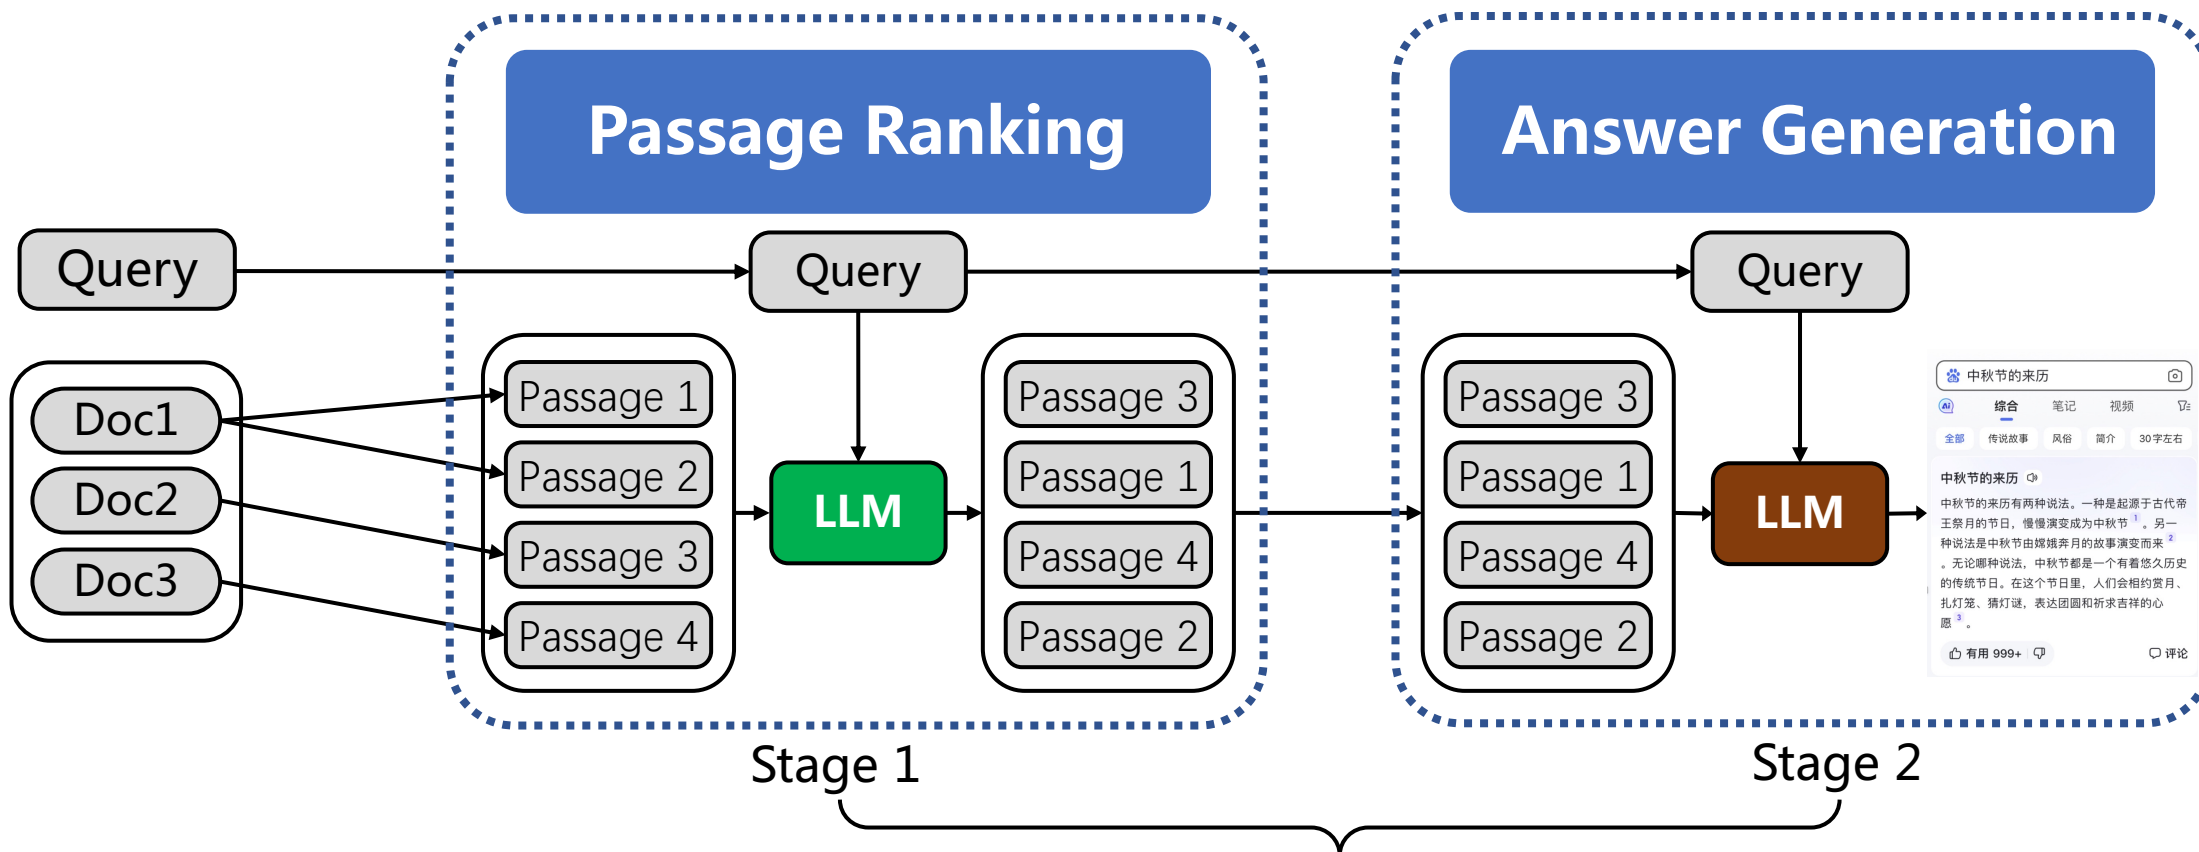 Passage Ranking
Answer Generation
Query
Query
Query
Doc1
Doc2
Doc3
Passage 1
Passage 2
Passage 3
Passage 4
LLM
Passage 3
Passage 1
Passage 4
Passage 2
Passage 3
Passage 1
Passage 4
Passage 2
LLM
中秋节的来历
Ai
综合 笔记 视频
全部 传说故事 风俗 简介 30字左右
中秋节的来历
中秋节的来历有两种说法。一种是起源于古代帝
王祭月的节日，慢慢演变成为中秋节 1 。另一
种说法是中秋节由嫦娥奔月的故事演变而来 2
。无论哪种说法，中秋节都是一个有着悠久历史
的传统节日。在这个节日里，人们会相约赏月、
扎灯笼、猜灯谜，表达团圆和祈求吉祥的心
愿 3 。
有用 999+ 评论
Stage 1
Stage 2